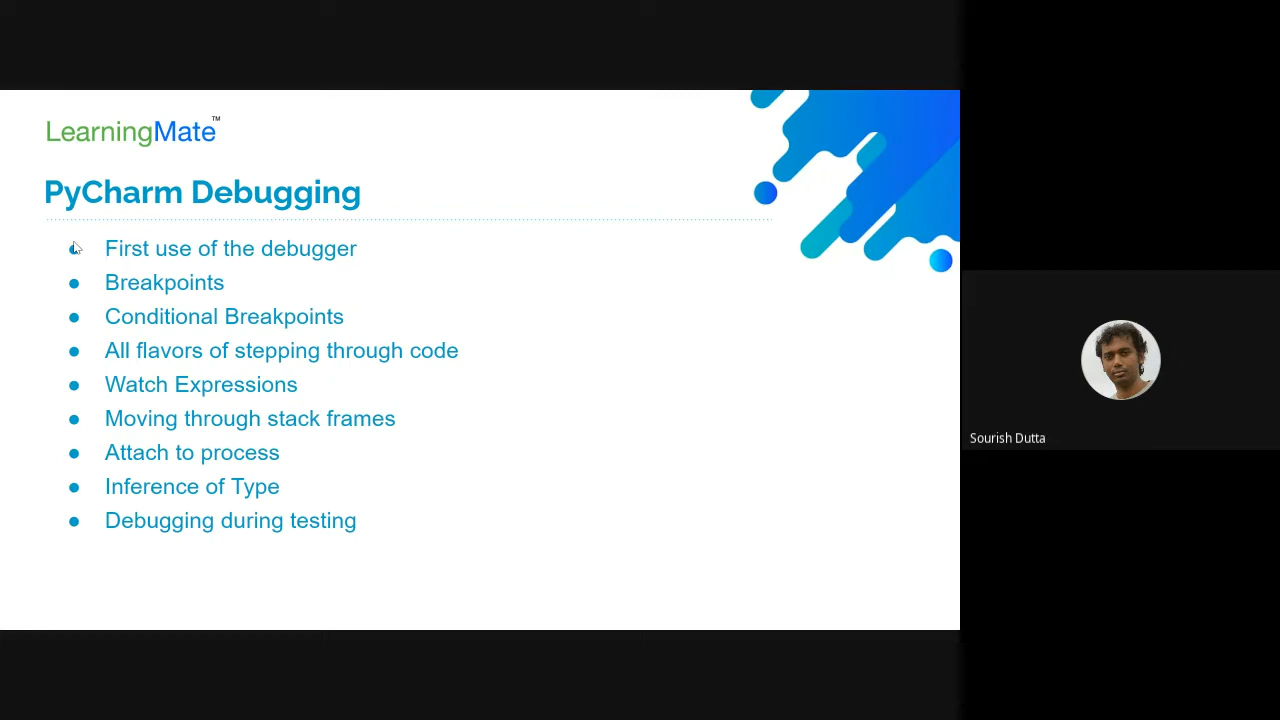 LearningMate™
PyCharm Debugging
● First use of the debugger
● Breakpoints
● Conditional Breakpoints
● All flavors of stepping through code
● Watch Expressions
● Moving through stack frames
● Attach to process
● Inference of Type
● Debugging during testing
Sourish Dutta